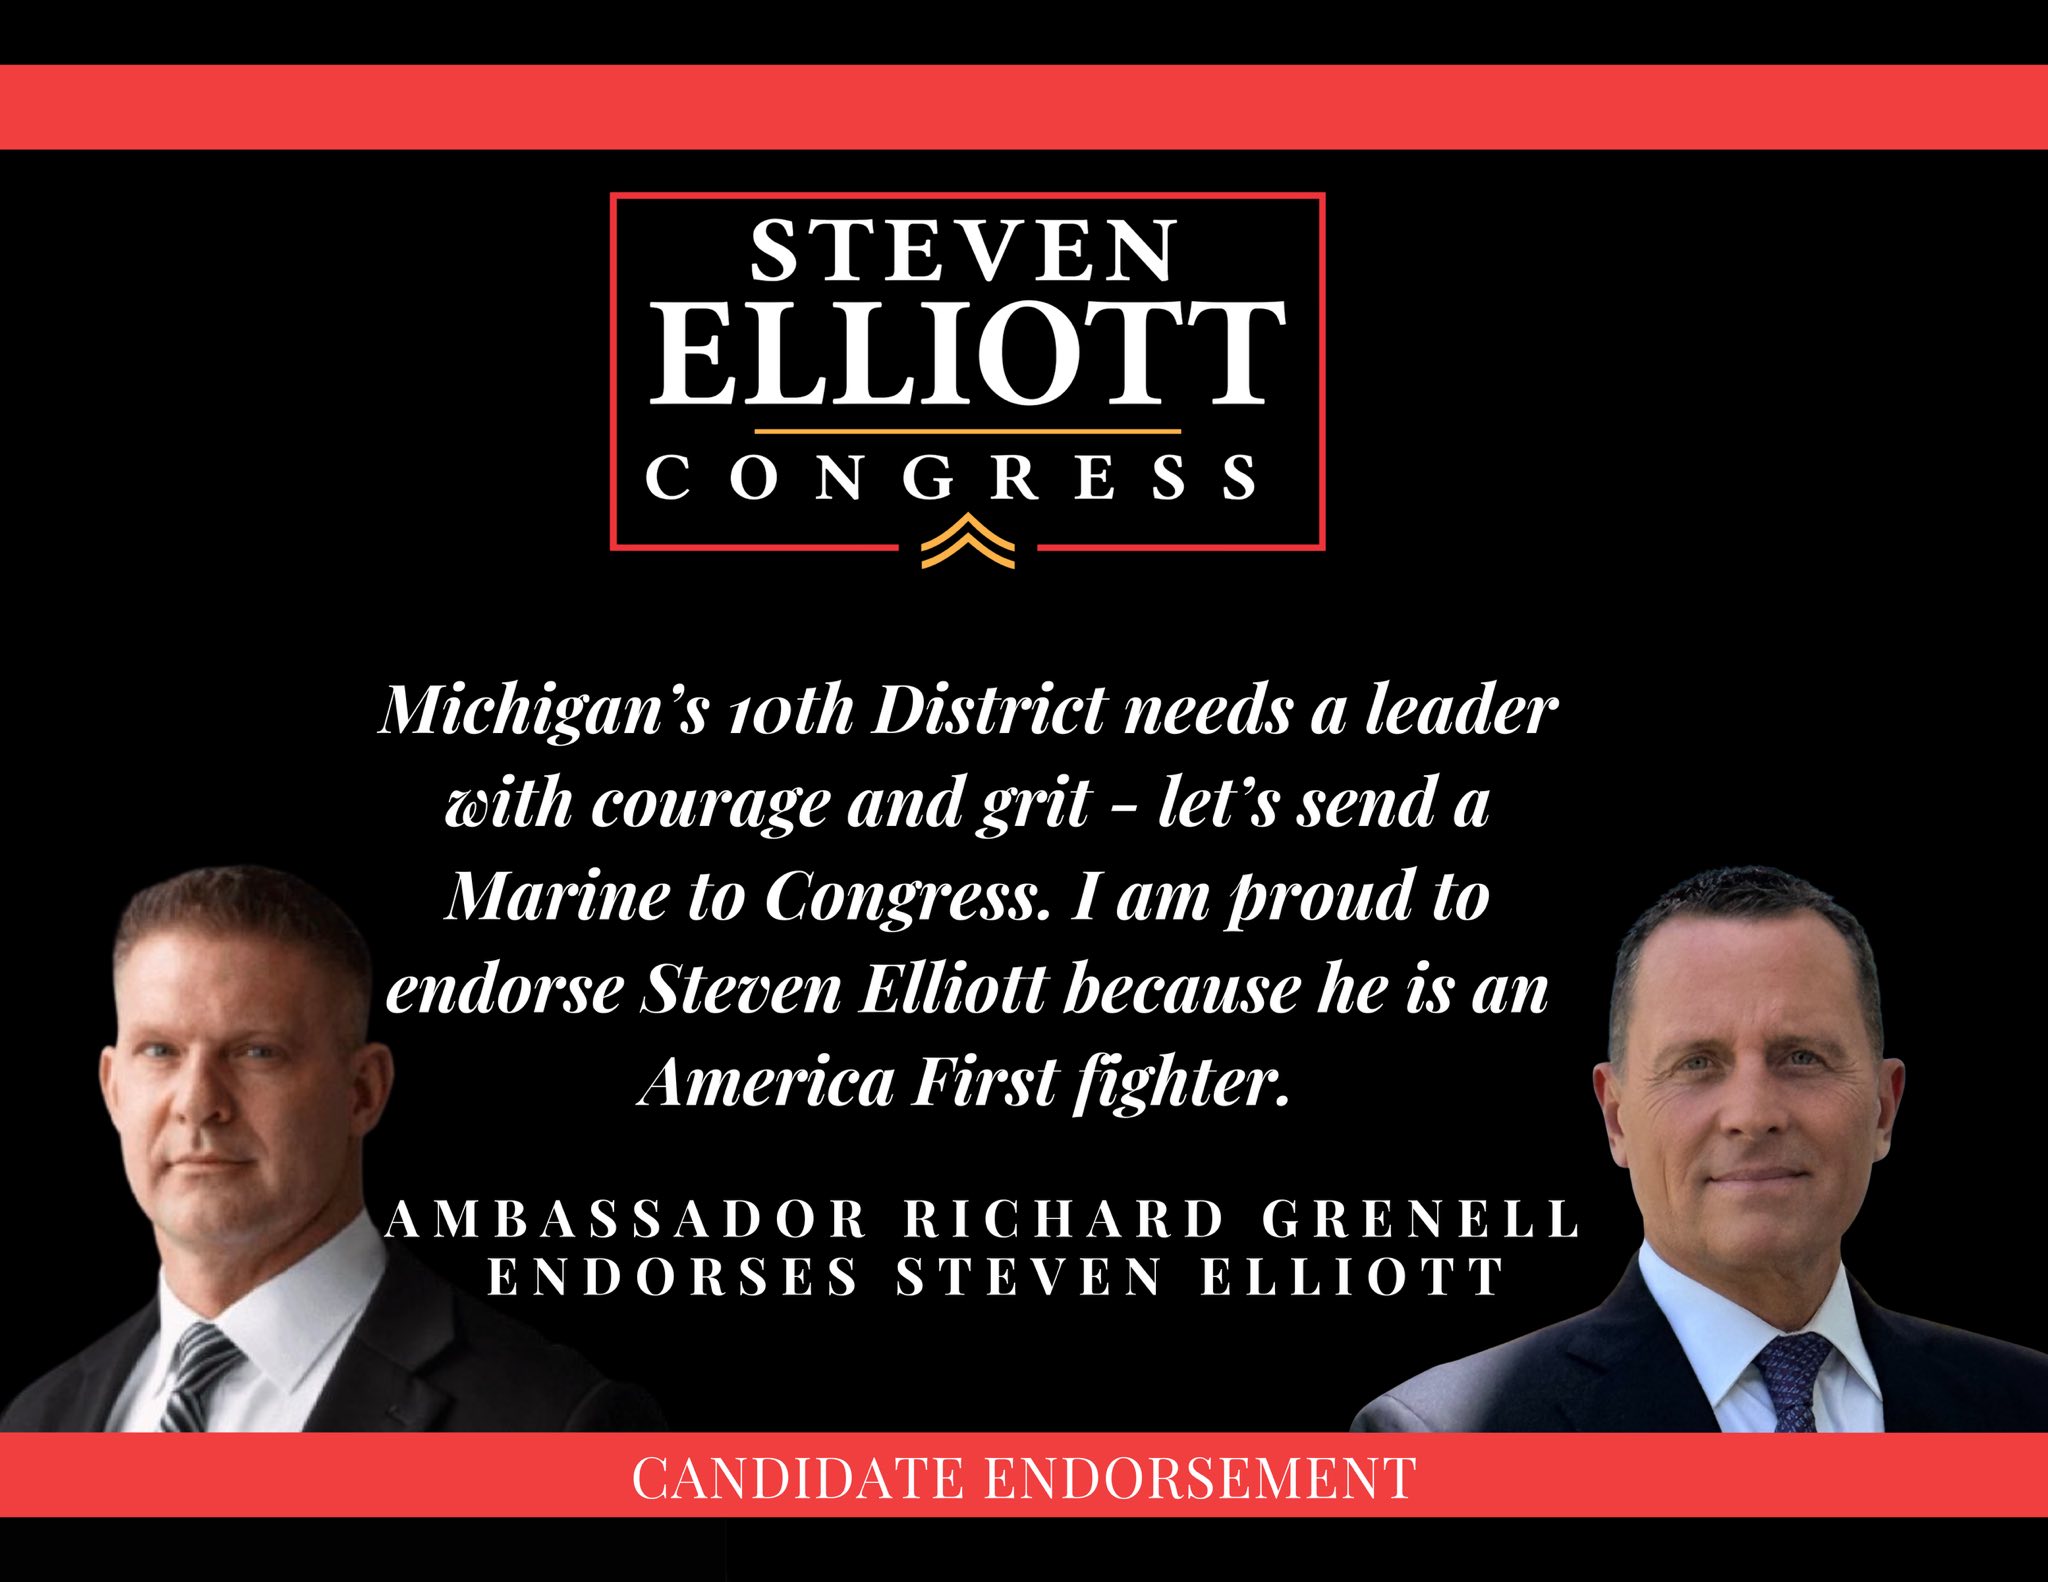 STEVEN
ELLIOTT
CONGRESS
Michigan’s 10th District needs a leader
with courage and grit - let’s send a
Marine to Congress. I am proud to
endorse Steven Elliott because he is an
America First fighter.
AMBASSADOR RICHARD GRENELL
ENDORSES STEVEN ELLIOTT
CANDIDATE ENDORSEMENT